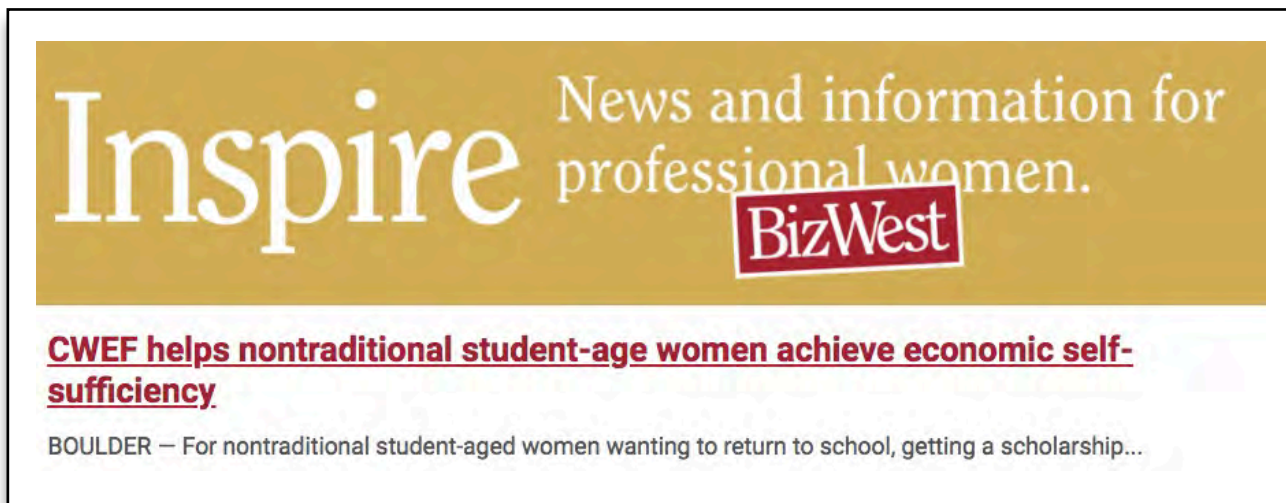 Inspire
News and information for
professional women.
BizWest
CWEF helps nontraditional student-age women achieve economic self-
sufficiency
BOULDER — For nontraditional student-aged women wanting to return to school, getting a scholarship...